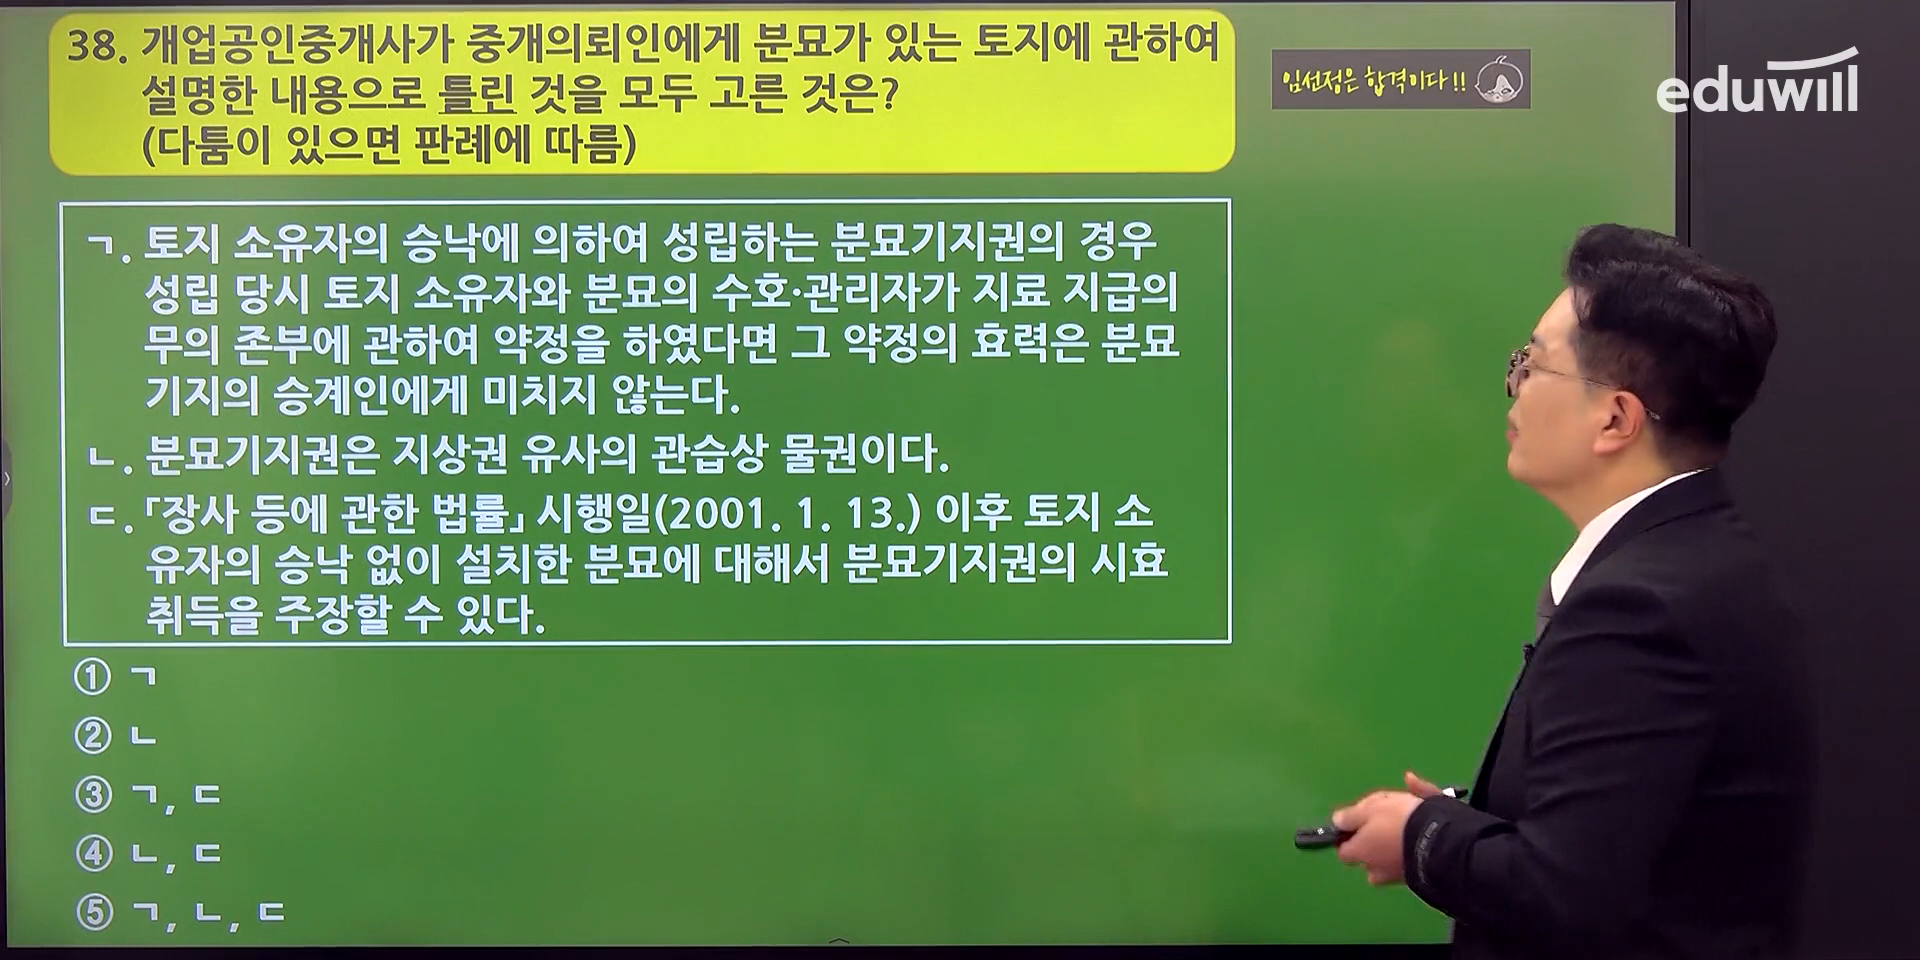 38. 개업공인중개사가 중개의뢰인에게 분묘가 있는 토지에 관하여
설명한 내용으로 틀린 것을 모두 고른 것은?
(다툼이 있으면 판례에 따름)
임선정은 합격이다!!
eduwill
ㄱ. 토지 소유자의 승낙에 의하여 성립하는 분묘기지권의 경우
성립 당시 토지 소유자와 분묘의 수호·관리자가 지료 지급의
무의 존부에 관하여 약정을 하였다면 그 약정의 효력은 분묘
기지의 승계인에게 미치지 않는다.
ㄴ. 분묘기지권은 지상권 유사의 관습상 물권이다.
ㄷ. 「장사 등에 관한 법률」 시행일(2001. 1. 13.) 이후 토지 소
유자의 승낙 없이 설치한 분묘에 대해서 분묘기지권의 시효
취득을 주장할 수 있다.
① ㄱ
② ㄴ
③ ㄱ, ㄷ
④ ㄴ, ㄷ
⑤ ㄱ, ㄴ, ㄷ